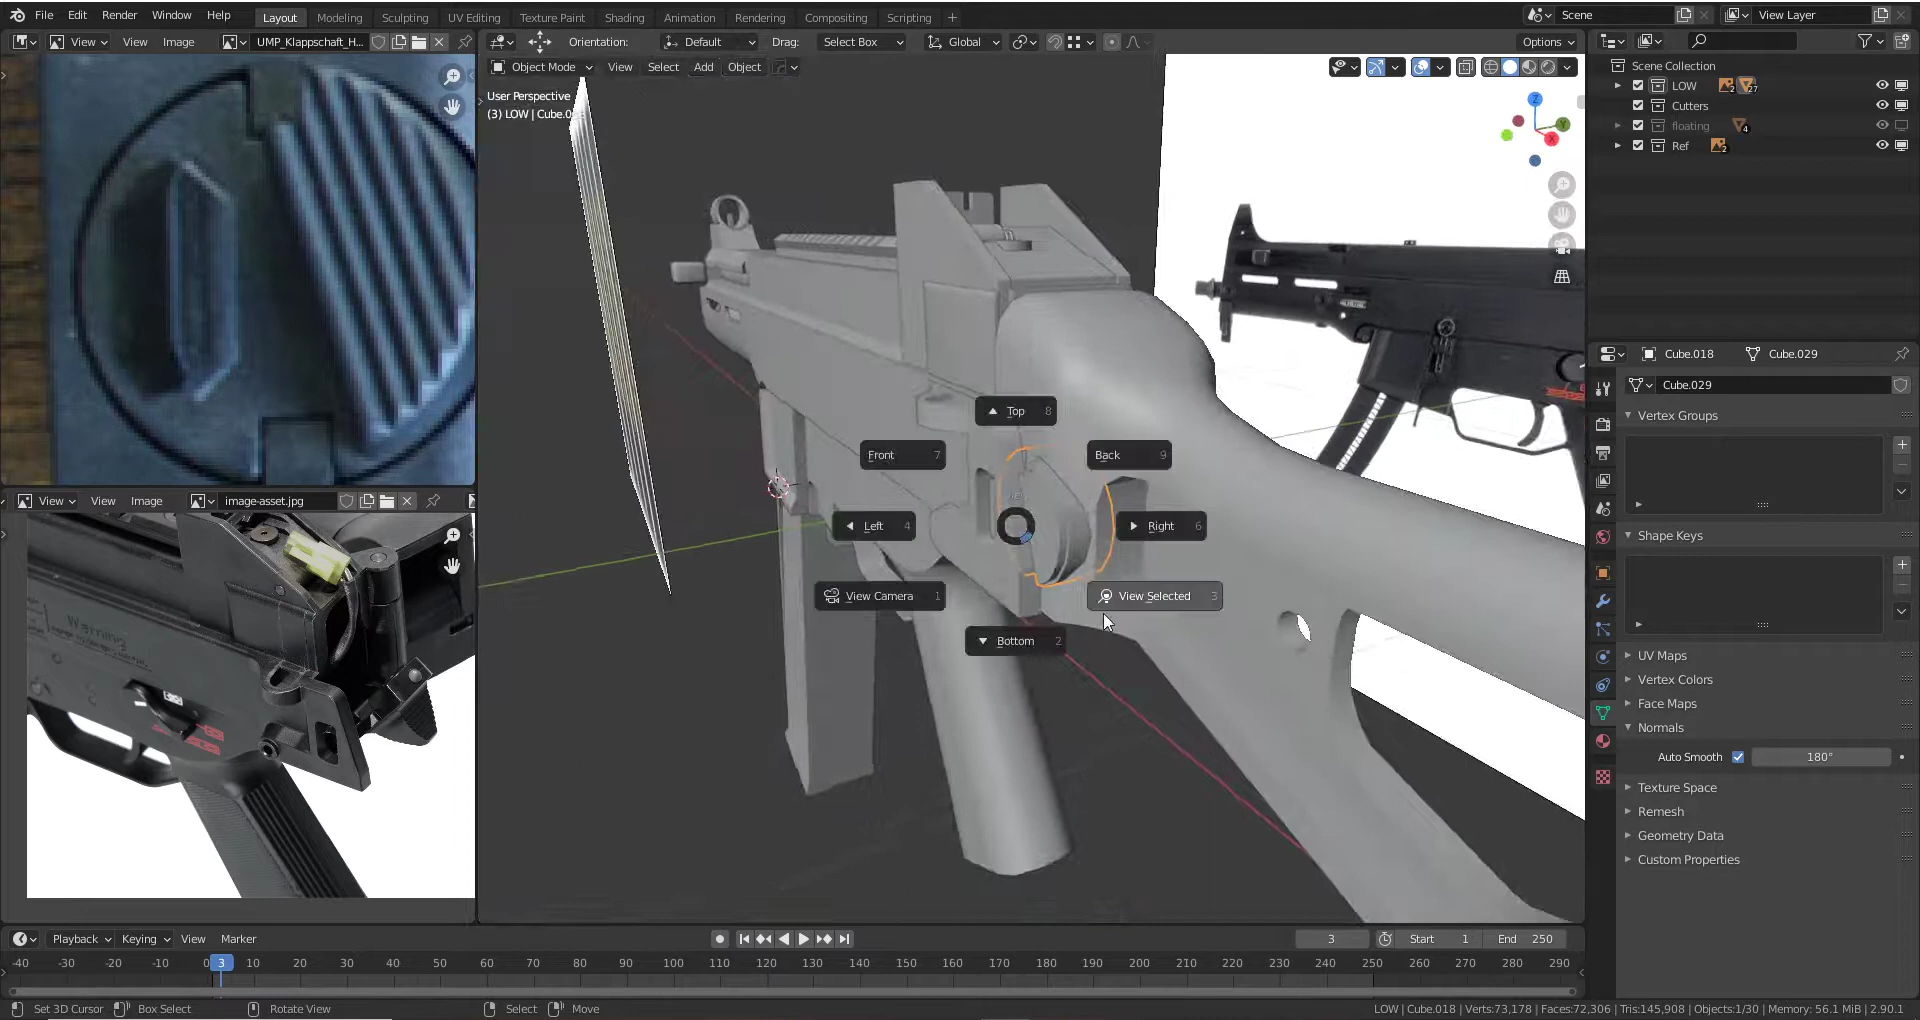 File Edit Render Window Help Layout Modeling Sculpting UV Editing Texture Paint Shading Animation Rendering Compositing Scripting + Scene View Layer
View View Image UMP_Klappschaft_H... Orientation: Default Drag: Select Box Global Options
Object Mode View Select Add Object
User Perspective
(3) LOW | Cube.0
Scene Collection
LOW 2 27
Cutters
floating 4
Ref 2
Z
Y
X
Top 8
Front 7
Back 9
Left 4
Right 6
View Camera 1
View Selected 3
Bottom 2
View View Image image-asset.jpg
Warning
Cube.018 Cube.029
Cube.029
Vertex Groups
Shape Keys
UV Maps
Vertex Colors
Face Maps
Normals
Auto Smooth 180°
Texture Space
Remesh
Geometry Data
Custom Properties
Playback Keying View Marker 3 Start 1 End 250
-40 -30 -20 -10 0 3 10 20 30 40 50 60 70 80 90 100 110 120 130 140 150 160 170 180 190 200 210 220 230 240 250 260 270 280 290
Set 3D Cursor Box Select Rotate View Select Move LOW | Cube.018 | Verts:73,178 | Faces:72,306 | Tris:145,908 | Objects:1/30 | Memory: 56.1 MiB | 2.90.1